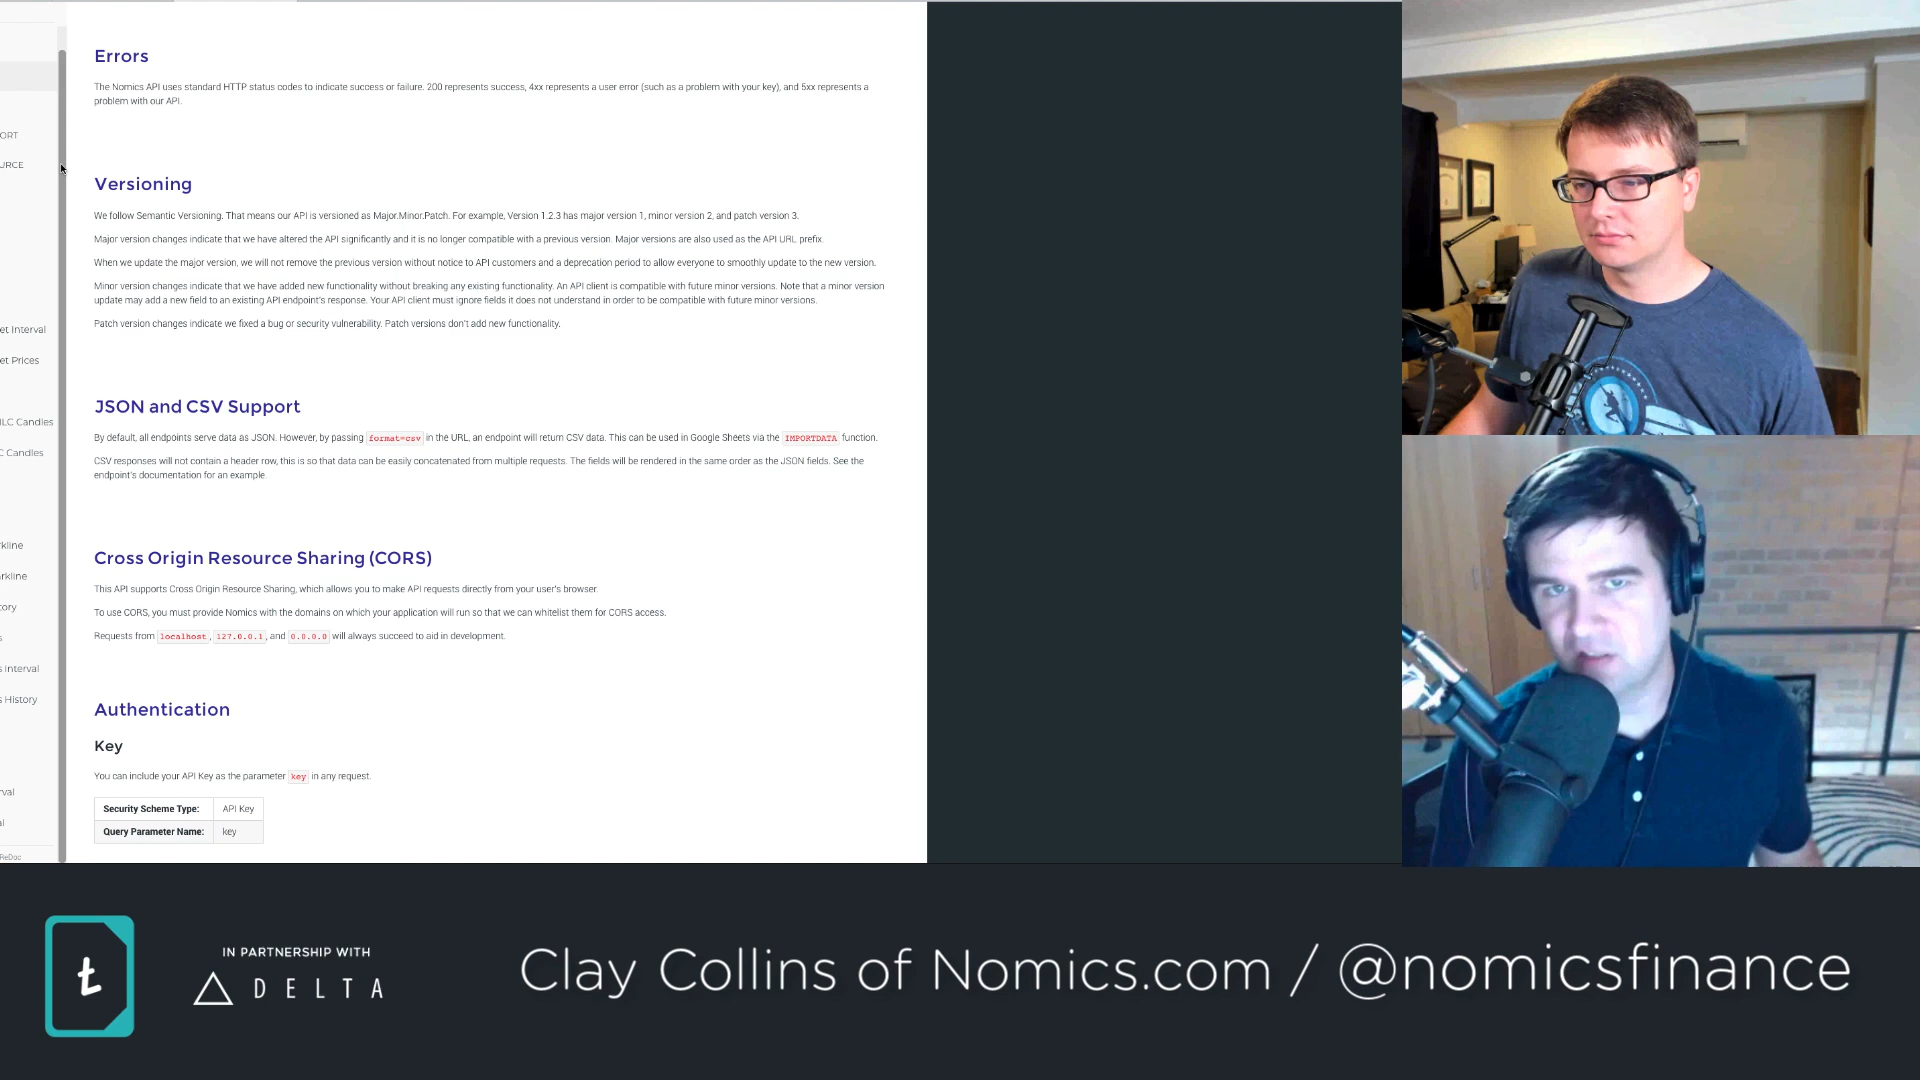 ORT
URCE
et Interval
et Prices
ILC Candles
C Candles
rkline
arkline
ory
s
s Interval
s History
rval
al
ReDoc
Errors
The Nomics API uses standard HTTP status codes to indicate success or failure. 200 represents success, 4xx represents a user error (such as a problem with your key), and 5xx represents a
problem with our API.
Versioning
We follow Semantic Versioning. That means our API is versioned as Major.Minor.Patch. For example, Version 1.2.3 has major version 1, minor version 2, and patch version 3.
Major version changes indicate that we have altered the API significantly and it is no longer compatible with a previous version. Major versions are also used as the API URL prefix.
When we update the major version, we will not remove the previous version without notice to API customers and a deprecation period to allow everyone to smoothly update to the new version.
Minor version changes indicate that we have added new functionality without breaking any existing functionality. An API client is compatible with future minor versions. Note that a minor version
update may add a new field to an existing API endpoint's response. Your API client must ignore fields it does not understand in order to be compatible with future minor versions.
Patch version changes indicate we fixed a bug or security vulnerability. Patch versions don't add new functionality.
JSON and CSV Support
By default, all endpoints serve data as JSON. However, by passing format=csv in the URL, an endpoint will return CSV data. This can be used in Google Sheets via the IMPORTDATA function.
CSV responses will not contain a header row, this is so that data can be easily concatenated from multiple requests. The fields will be rendered in the same order as the JSON fields. See the
endpoint's documentation for an example.
Cross Origin Resource Sharing (CORS)
This API supports Cross Origin Resource Sharing, which allows you to make API requests directly from your user's browser.
To use CORS, you must provide Nomics with the domains on which your application will run so that we can whitelist them for CORS access.
Requests from localhost, 127.0.0.1, and 0.0.0.0 will always succeed to aid in development.
Authentication
Key
You can include your API Key as the parameter key in any request.
Security Scheme Type: API Key
Query Parameter Name: key
IN PARTNERSHIP WITH
DELTA
Clay Collins of Nomics.com / @nomicsfinance